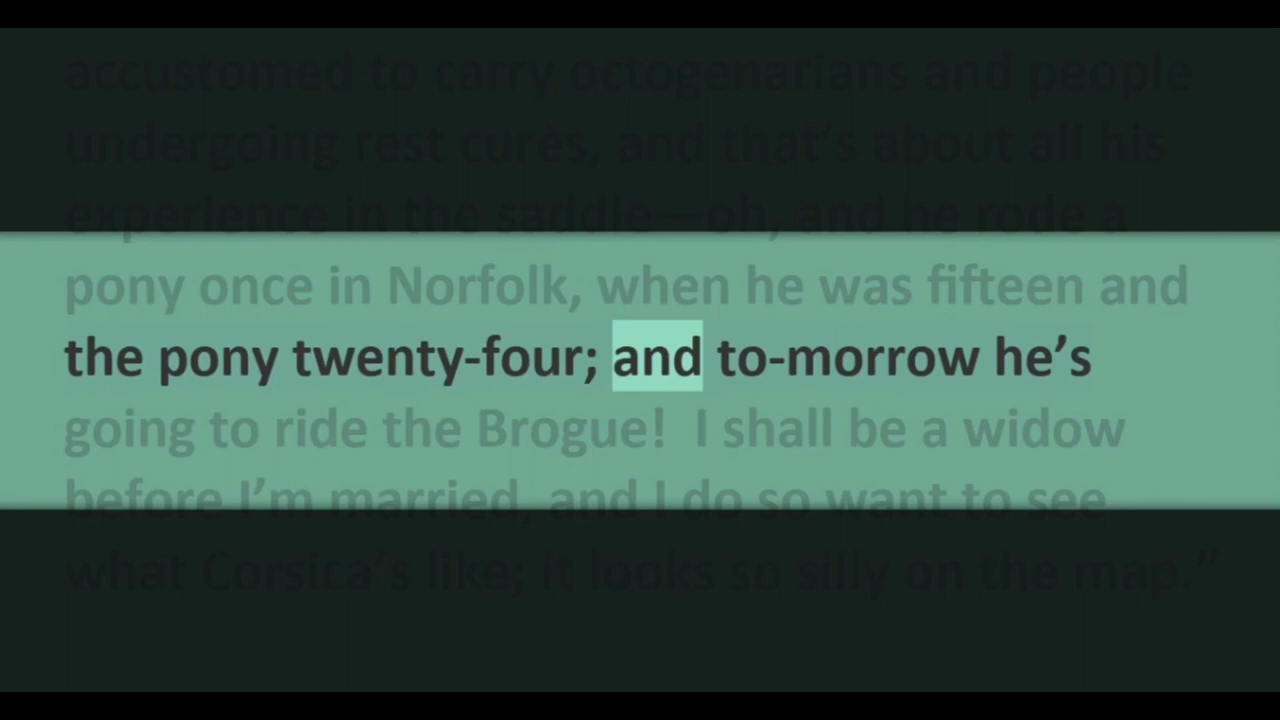 accustomed to carry octogenarians and people
undergoing rest cures, and that’s about all his
experience in the saddle—oh, and he rode a
pony once in Norfolk, when he was fifteen and
the pony twenty-four; and to-morrow he’s
going to ride the Brogue!  I shall be a widow
before I’m married, and I do so want to see
what Corsica’s like; it looks so silly on the map.”